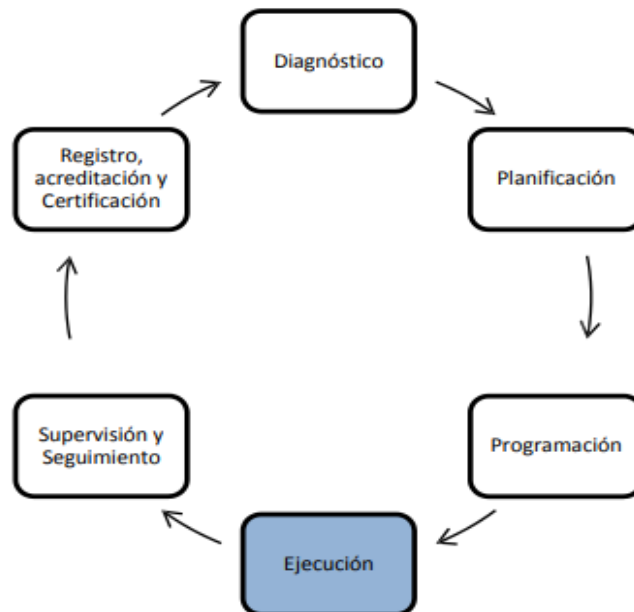 Diagnóstico
Planificación
Programación
Ejecución
Supervisión y
Seguimiento
Registro,
acreditación y
Certificación